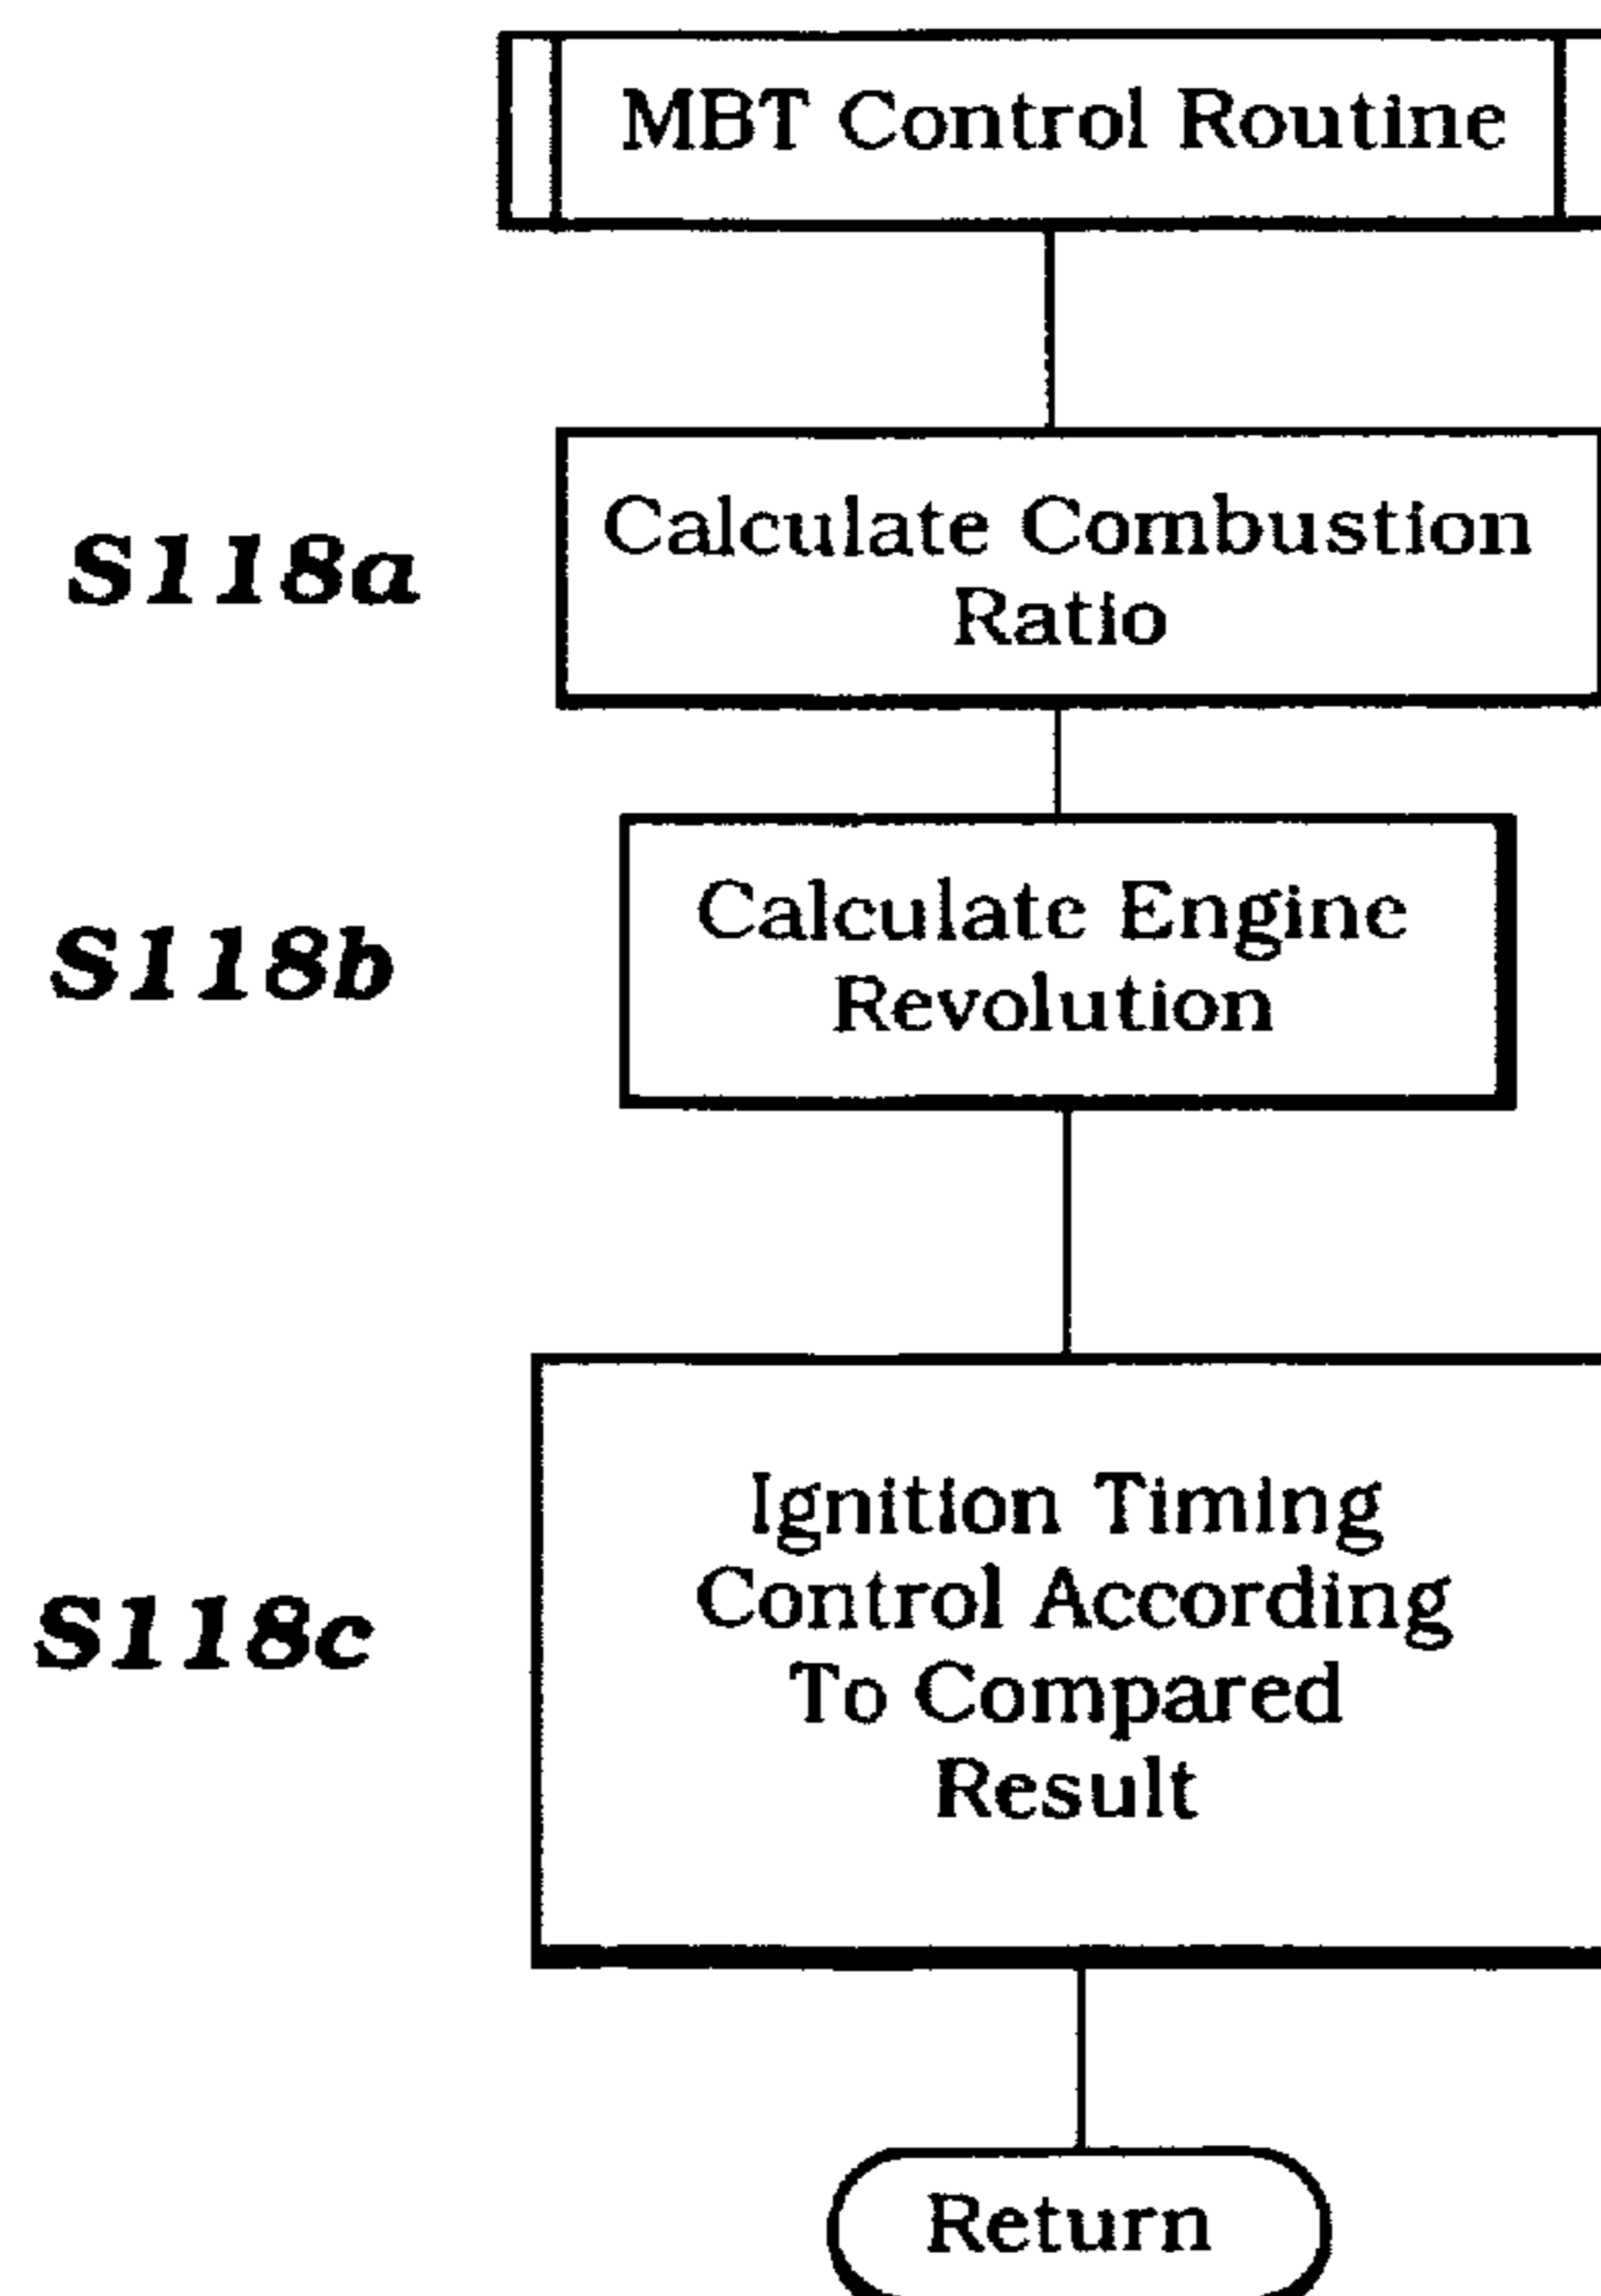 MBT Control Routine
S118a
Calculate Combustion
Ratio
S118b
Calculate Engine
Revolution
S118c
Ignition Timing
Control According
To Compared
Result
Return